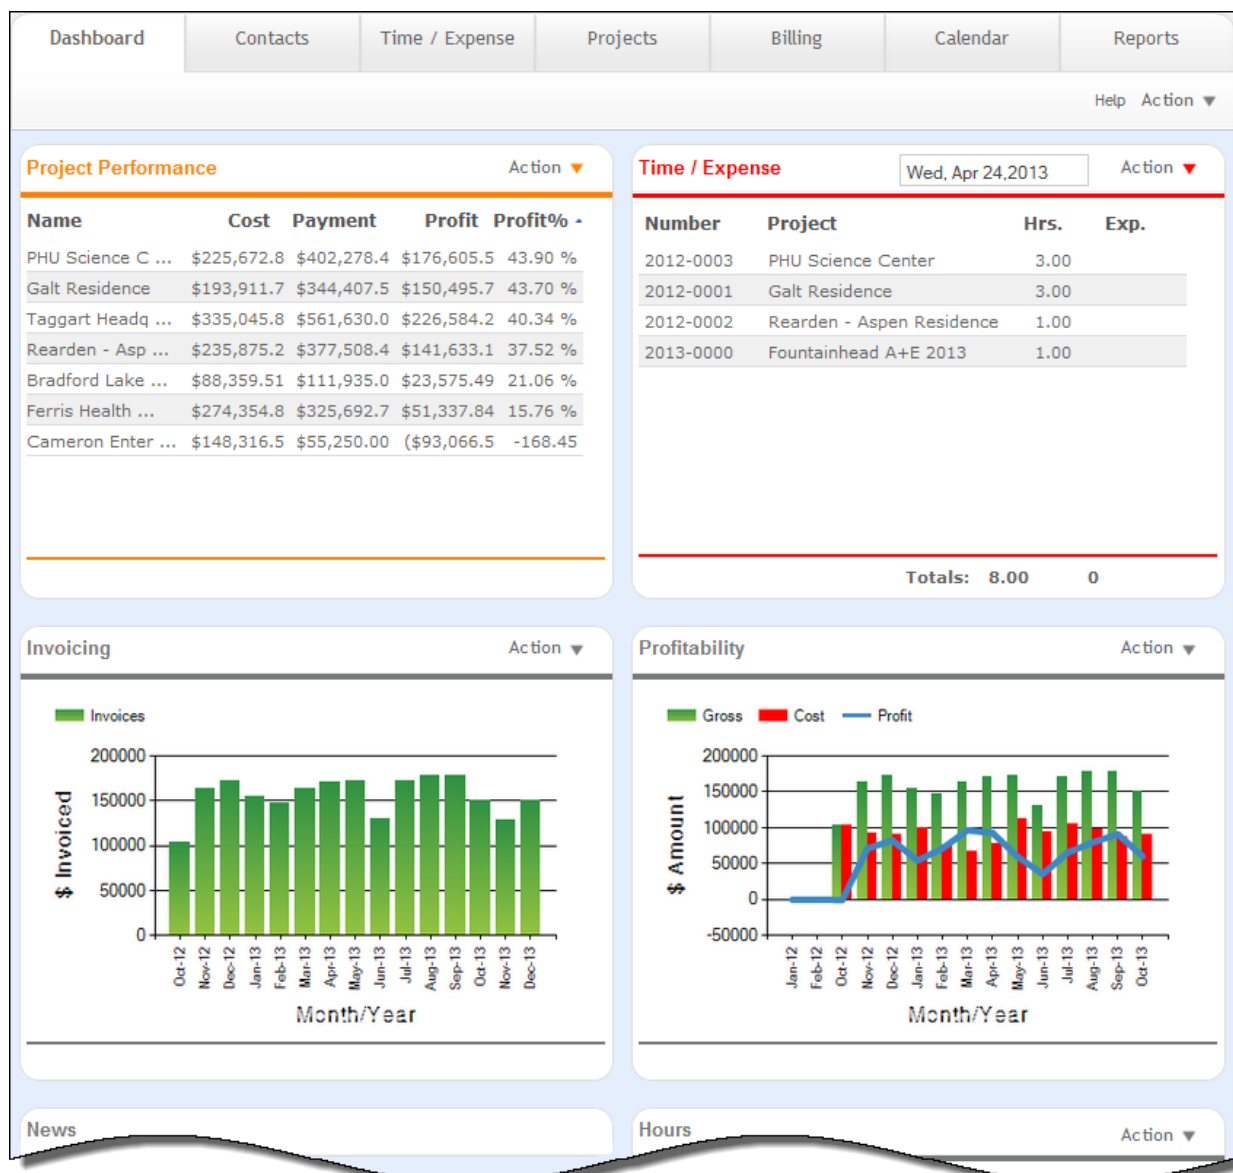 Dashboard Contacts Time / Expense Projects Billing Calendar Reports
Help Action
Project Performance Action
Name Cost Payment Profit Profit%
PHU Science C ... $225,672.8 $402,278.4 $176,605.5 43.90 %
Galt Residence $193,911.7 $344,407.5 $150,495.7 43.70 %
Taggart Headq ... $335,045.8 $561,630.0 $226,584.2 40.34 %
Rearden - Asp ... $235,875.2 $377,508.4 $141,633.1 37.52 %
Bradford Lake ... $88,359.51 $111,935.0 $23,575.49 21.06 %
Ferris Health ... $274,354.8 $325,692.7 $51,337.84 15.76 %
Cameron Enter ... $148,316.5 $55,250.00 ($93,066.5 -168.45
Time / Expense Wed, Apr 24,2013 Action
Number Project Hrs. Exp.
2012-0003 PHU Science Center 3.00
2012-0001 Galt Residence 3.00
2012-0002 Rearden - Aspen Residence 1.00
2013-0000 Fountainhead A+E 2013 1.00
Totals: 8.00 0
Invoicing Action
Invoices
200000
150000
100000
50000
0
$ Invoiced
Oct-12 Nov-12 Dec-12 Jan-13 Feb-13 Mar-13 Apr-13 May-13 Jun-13 Jul-13 Aug-13 Sep-13 Oct-13 Nov-13 Dec-13
Month/Year
Profitability Action
Gross Cost Profit
200000
150000
100000
50000
0
-50000
$ Amount
Jan-12 Feb-12 Oct-12 Nov-12 Dec-12 Jan-13 Feb-13 Mar-13 Apr-13 May-13 Jun-13 Jul-13 Aug-13 Sep-13 Oct-13
Month/Year
News
Hours Action